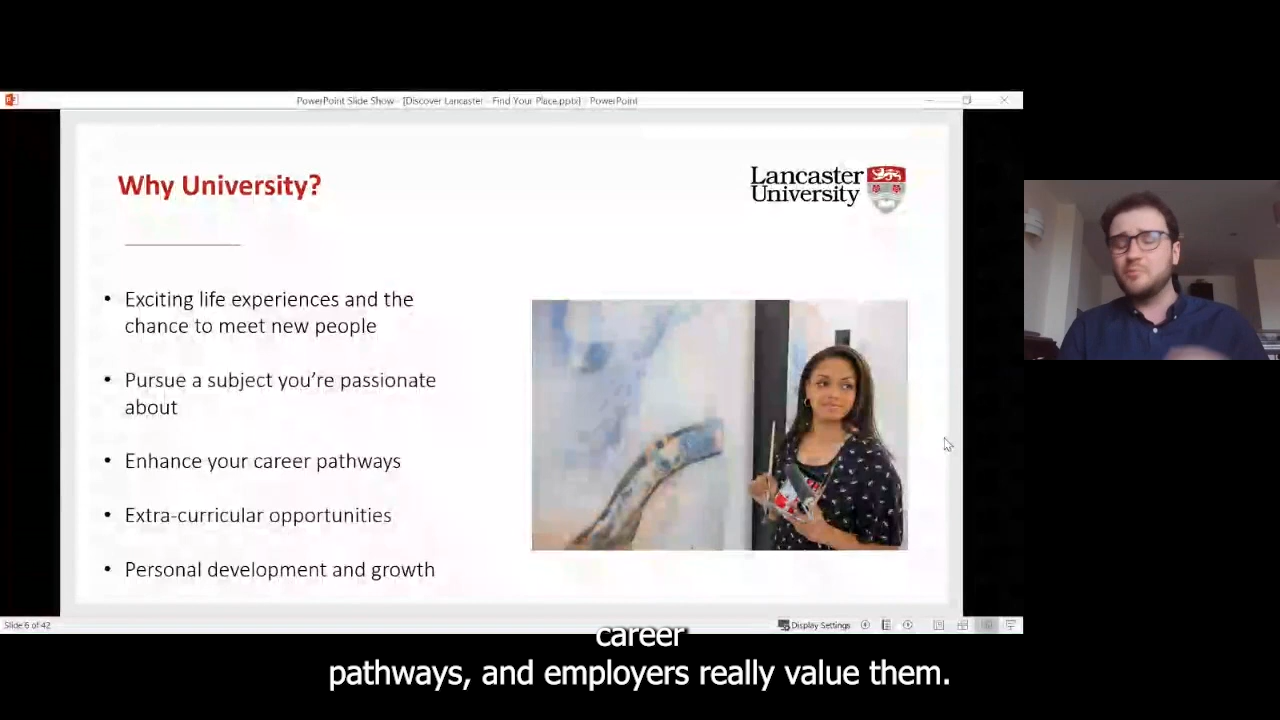 PowerPoint Slide Show - [Discover Lancaster - Find Your Place.pptx] - PowerPoint
Why University?
Lancaster
University
• Exciting life experiences and the
chance to meet new people
• Pursue a subject you’re passionate
about
• Enhance your career pathways
• Extra-curricular opportunities
• Personal development and growth
Slide 6 of 42
Display Settings
career
pathways, and employers really value them.